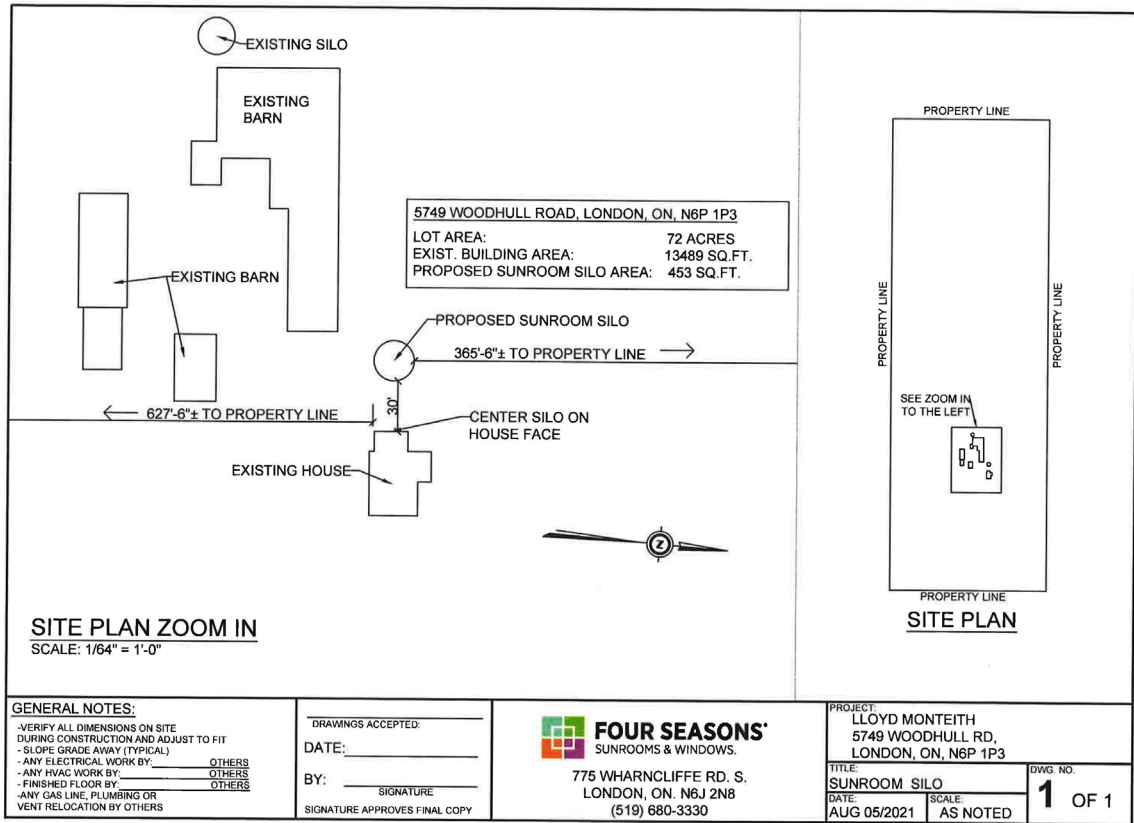 EXISTING SILO
EXISTING
BARN
5749 WOODHULL ROAD, LONDON, ON, N6P 1P3
LOT AREA: 72 ACRES
EXIST. BUILDING AREA: 13489 SQ.FT.
PROPOSED SUNROOM SILO AREA: 453 SQ.FT.
EXISTING BARN
PROPOSED SUNROOM SILO
365'-6"± TO PROPERTY LINE
627'-6"± TO PROPERTY LINE
30'
CENTER SILO ON
HOUSE FACE
EXISTING HOUSE
Z
SITE PLAN ZOOM IN
SCALE: 1/64" = 1'-0"
PROPERTY LINE
PROPERTY LINE
PROPERTY LINE
SEE ZOOM IN
TO THE LEFT
PROPERTY LINE
SITE PLAN
GENERAL NOTES:
-VERIFY ALL DIMENSIONS ON SITE
DURING CONSTRUCTION AND ADJUST TO FIT
- SLOPE GRADE AWAY (TYPICAL)
- ANY ELECTRICAL WORK BY: OTHERS
- ANY HVAC WORK BY: OTHERS
- FINISHED FLOOR BY: OTHERS
-ANY GAS LINE, PLUMBING OR
VENT RELOCATION BY OTHERS
DRAWINGS ACCEPTED:
DATE:
BY:
SIGNATURE
SIGNATURE APPROVES FINAL COPY
FOUR SEASONS'
SUNROOMS & WINDOWS.
775 WHARNCLIFFE RD. S.
LONDON, ON. N6J 2N8
(519) 680-3330
PROJECT:
LLOYD MONTEITH
5749 WOODHULL RD,
LONDON, ON, N6P 1P3
TITLE:
SUNROOM SILO
DATE:
AUG 05/2021
SCALE:
AS NOTED
DWG. NO.
1 OF 1